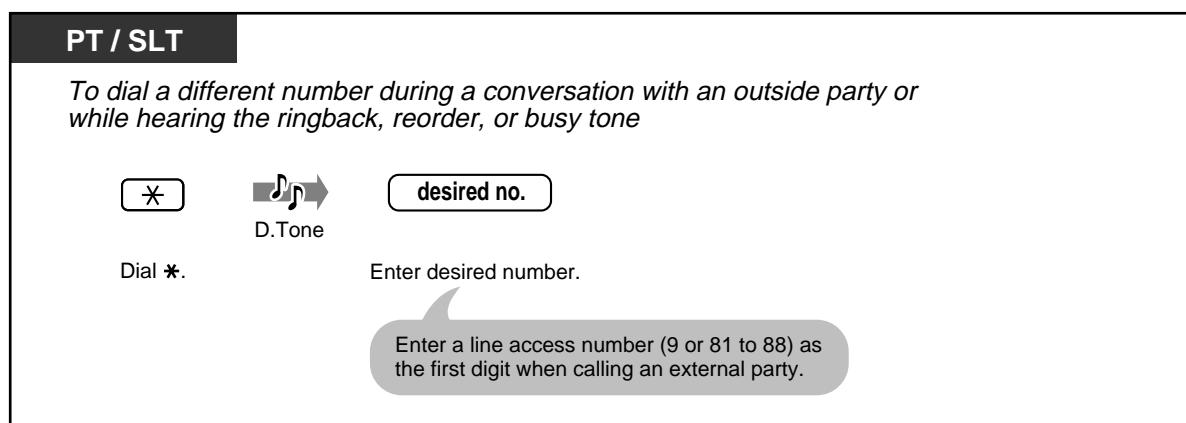 PT / SLT
To dial a different number during a conversation with an outside party or
while hearing the ringback, reorder, or busy tone
desired no.
D.Tone
Dial *.
Enter desired number.
Enter a line access number (9 or 81 to 88) as
the first digit when calling an external party.